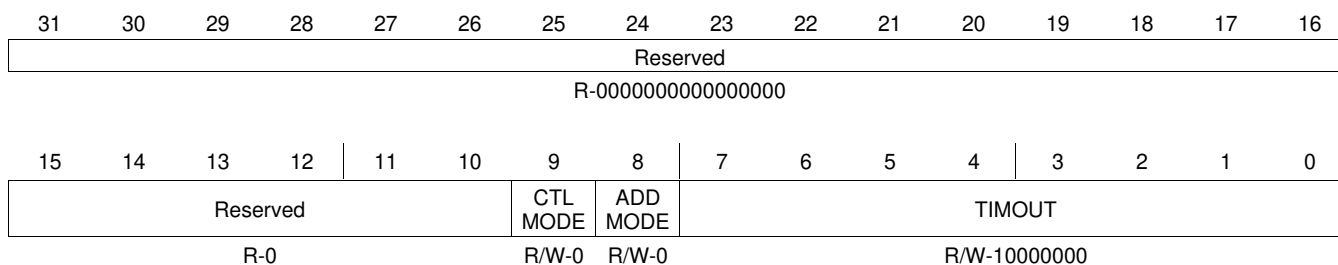 31 30 29 28 27 26 25 24 23 22 21 20 19 18 17 16
Reserved
R-0000000000000000
15 14 13 12 11 10 9 8 7 6 5 4 3 2 1 0
Reserved CTL MODE ADD MODE TIMOUT
R-0 R/W-0 R/W-0 R/W-10000000